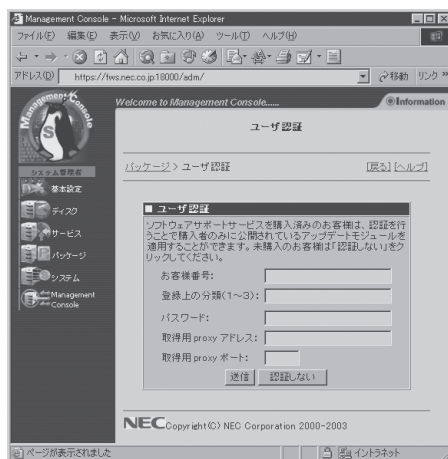 Management Console - Microsoft Internet Explorer
ファイル(F) 編集(E) 表示(V) お気に入り(A) ツール(T) ヘルプ(H)
アドレス(D) https://fws.nec.co.jp:18000/adm/ 移動 リンク »
Management Console
Welcome to Management Console......
Information
ユーザ認証
パッケージ > ユーザ認証
[戻る] [ヘルプ]
システム管理者
基本設定
ディスク
サービス
パッケージ
システム
Management
Console
■ ユーザ認証
ソフトウェアサポートサービスを購入済みのお客様は、認証を行
うことで購入者のみに公開されているアップデートモジュールを
適用することができます。未購入のお客様は「認証しない」をク
リックしてください。
お客様番号:
登録上の分類(1~3):
パスワード:
取得用 proxy アドレス:
取得用 proxy ポート:
送信 認証しない
NEC Copyright(C) NEC Corporation 2000-2003
ページが表示されました
イントラネット